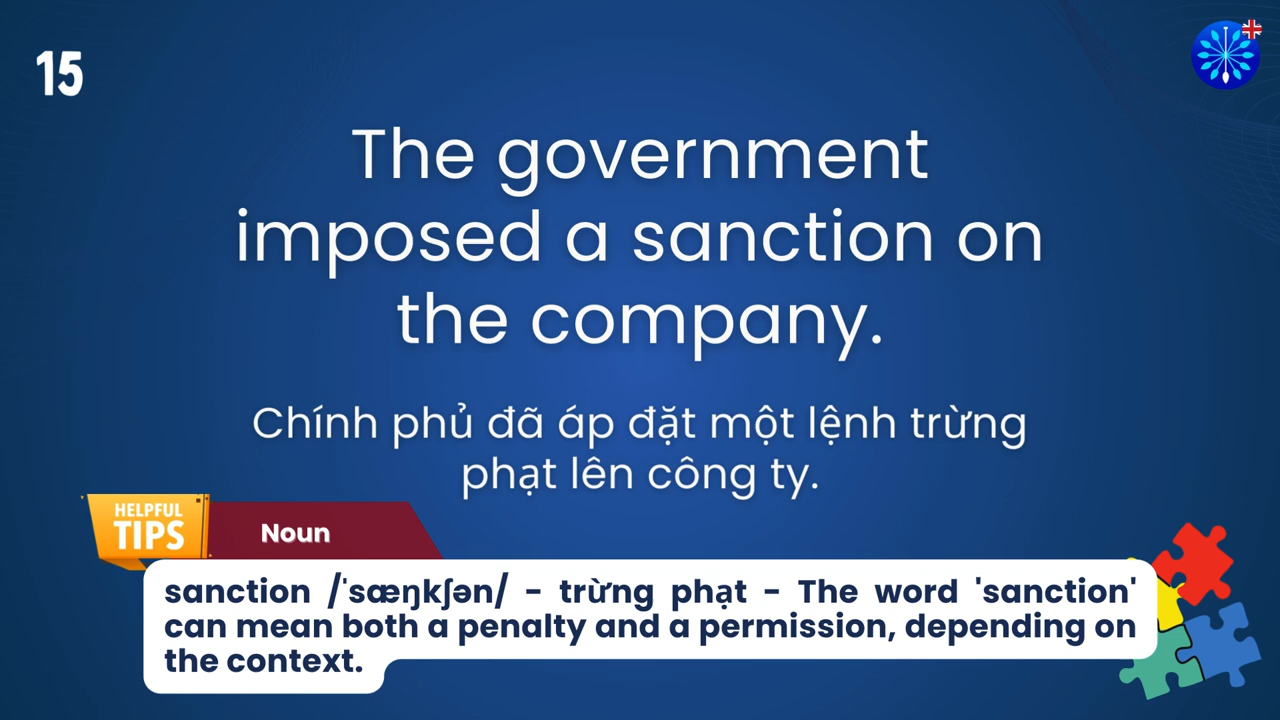 15
The government
imposed a sanction on
the company.
Chính phủ đã áp đặt một lệnh trừng
phạt lên công ty.
HELPFUL
TIPS
Noun
sanction /ˈsæŋkʃən/ - trừng phạt - The word 'sanction'
can mean both a penalty and a permission, depending on
the context.